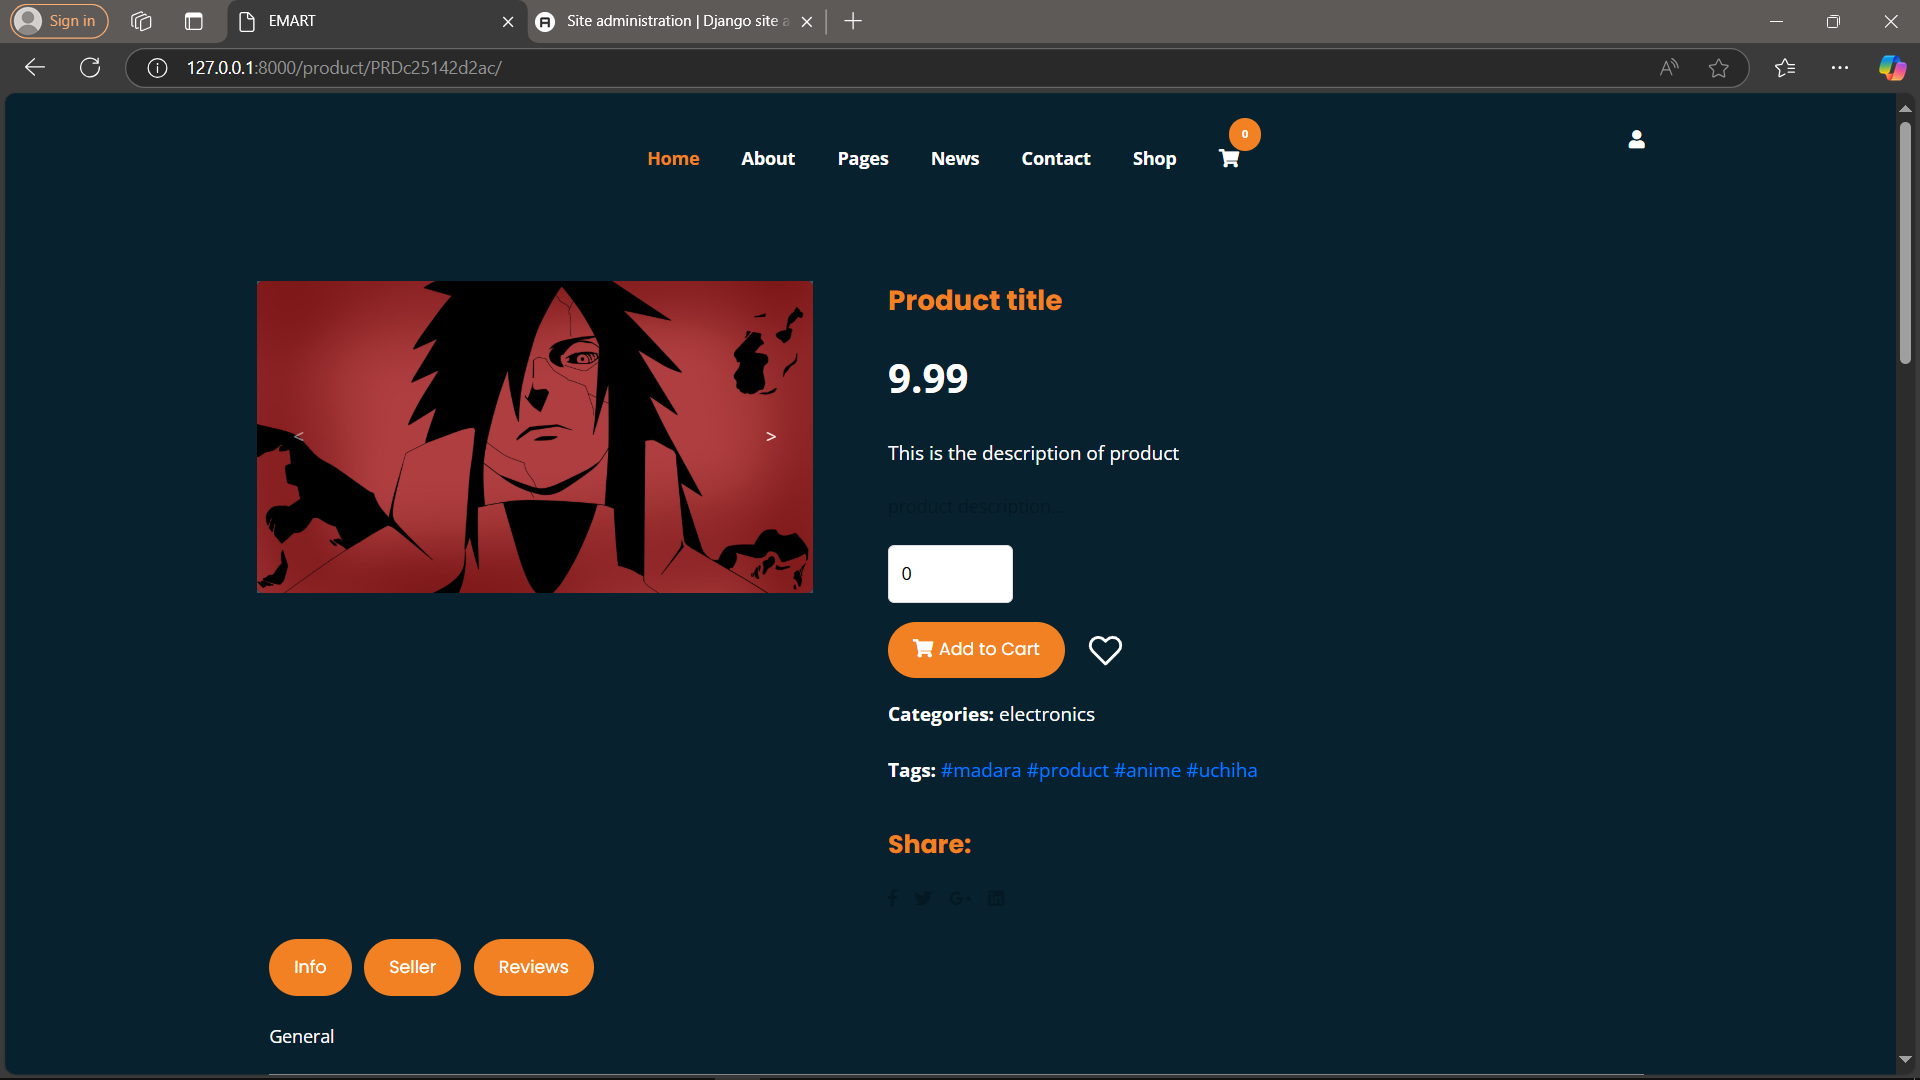 Sign in
EMART
Site administration | Django site a
127.0.0.1:8000/product/PRDc25142d2ac/
Home About Pages News Contact Shop 0
Product title
9.99
This is the description of product
product description...
0
Add to Cart
Categories: electronics
Tags: #madara #product #anime #uchiha
Share:
< >
Info Seller Reviews
General